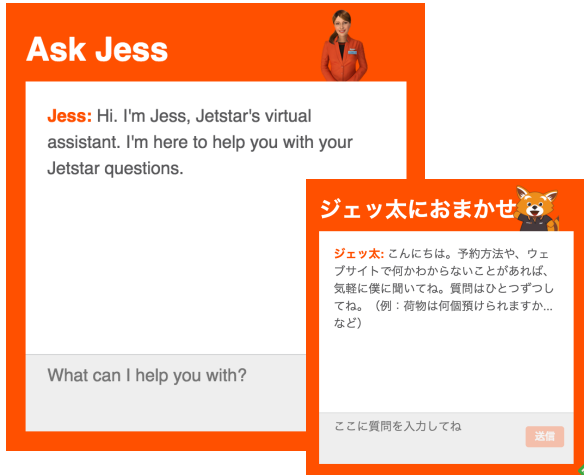 Ask Jess
Jess: Hi. I'm Jess, Jetstar's virtual
assistant. I'm here to help you with your
Jetstar questions.
What can I help you with?
ジェッ太におまかせ
ジェッ太: こんにちは。予約方法や、ウェ
ブサイトで何かわからないことがあれば、
気軽に僕に聞いてね。質問はひとつずつし
てね。（例：荷物は何個預けられますか...
など）
ここに質問を入力してね
送信